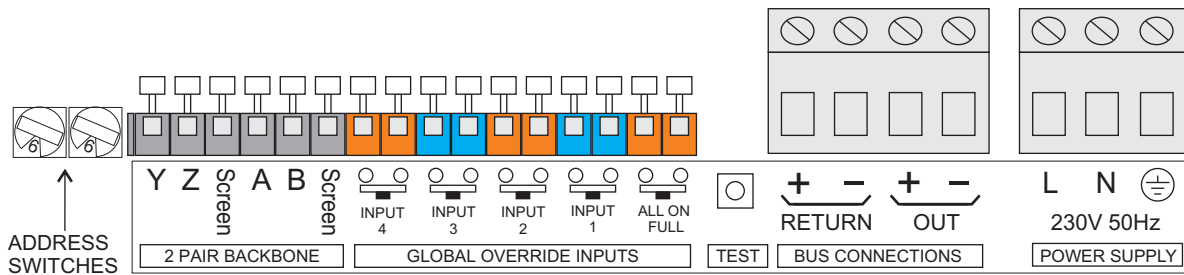 6 6
Y Z Screen A B Screen
INPUT 4
INPUT 3
INPUT 2
INPUT 1
ALL ON FULL
+ − + −
RETURN OUT
L N
230V 50Hz
ADDRESS
SWITCHES
2 PAIR BACKBONE
GLOBAL OVERRIDE INPUTS
TEST
BUS CONNECTIONS
POWER SUPPLY